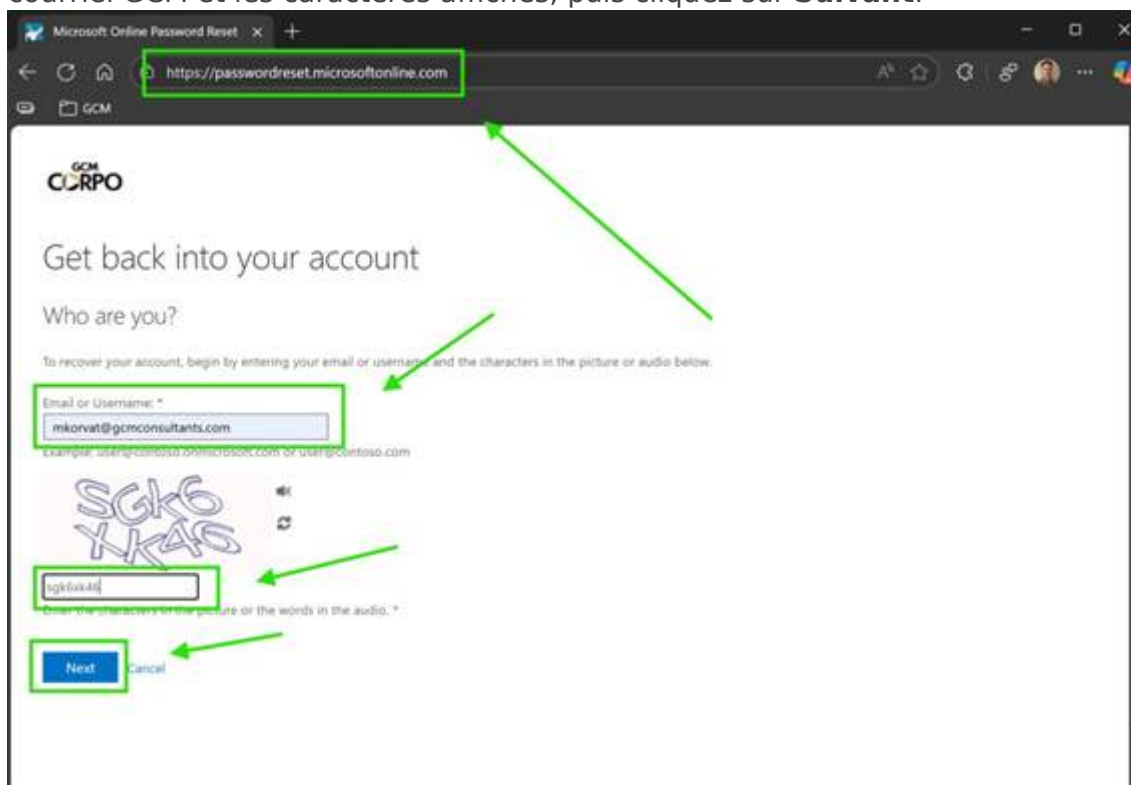 courriel GCM et les caractères affichés, puis cliquez sur Suivant.
Microsoft Online Password Reset
https://passwordreset.microsoftonline.com
GCM
GCM
CORPO
Get back into your account
Who are you?
To recover your account, begin by entering your email or username and the characters in the picture or audio below.
Email or Username: *
mkorvat@gcmconsultants.com
Example: user@contoso.onmicrosoft.com or user@contoso.com
SGK6
XK46
sgk6xk46
Enter the characters in the picture or the words in the audio. *
Next Cancel